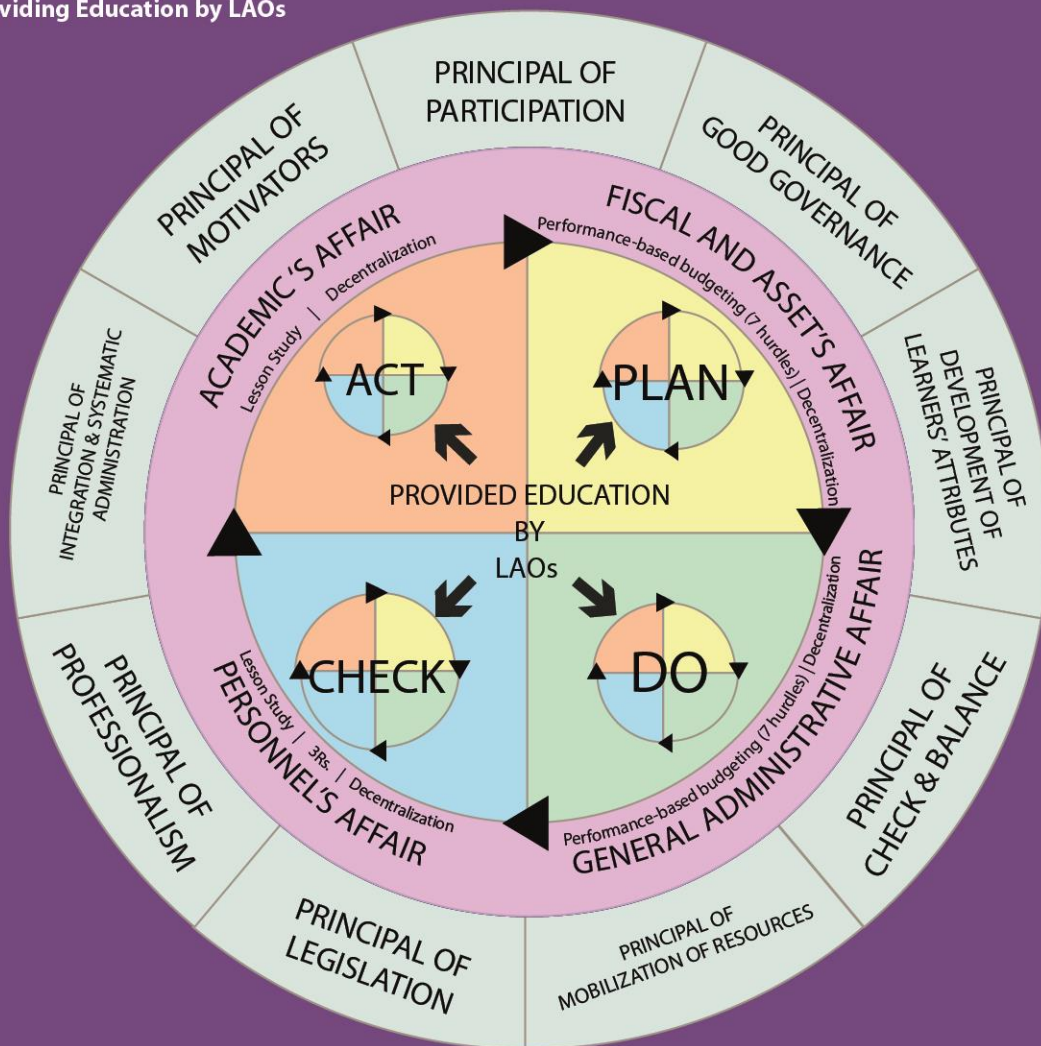 viding Education by LAOs
PRINCIPAL OF
PARTICIPATION
PRINCIPAL OF
GOOD GOVERNANCE
PRINCIPAL OF
DEVELOPMENT OF
LEARNERS' ATTRIBUTES
PRINCIPAL OF
CHECK & BALANCE
PRINCIPAL OF
MOBILIZATION OF RESOURCES
PRINCIPAL OF
LEGISLATION
PRINCIPAL OF
PROFESSIONALISM
PRINCIPAL OF
INTEGRATION & SYSTEMATIC
ADMINISTRATION
PRINCIPAL OF
MOTIVATORS
ACADEMIC 'S AFFAIR
Lesson Study | Decentralization
FISCAL AND ASSET'S AFFAIR
Performance-based budgeting (7 hurdles) | Decentralization
GENERAL ADMINISTRATIVE AFFAIR
Performance-based budgeting (7 hurdles) | Decentralization
PERSONNEL'S AFFAIR
Lesson Study | 3Rs. | Decentralization
ACT
PLAN
PROVIDED EDUCATION
BY
LAOs
CHECK
DO